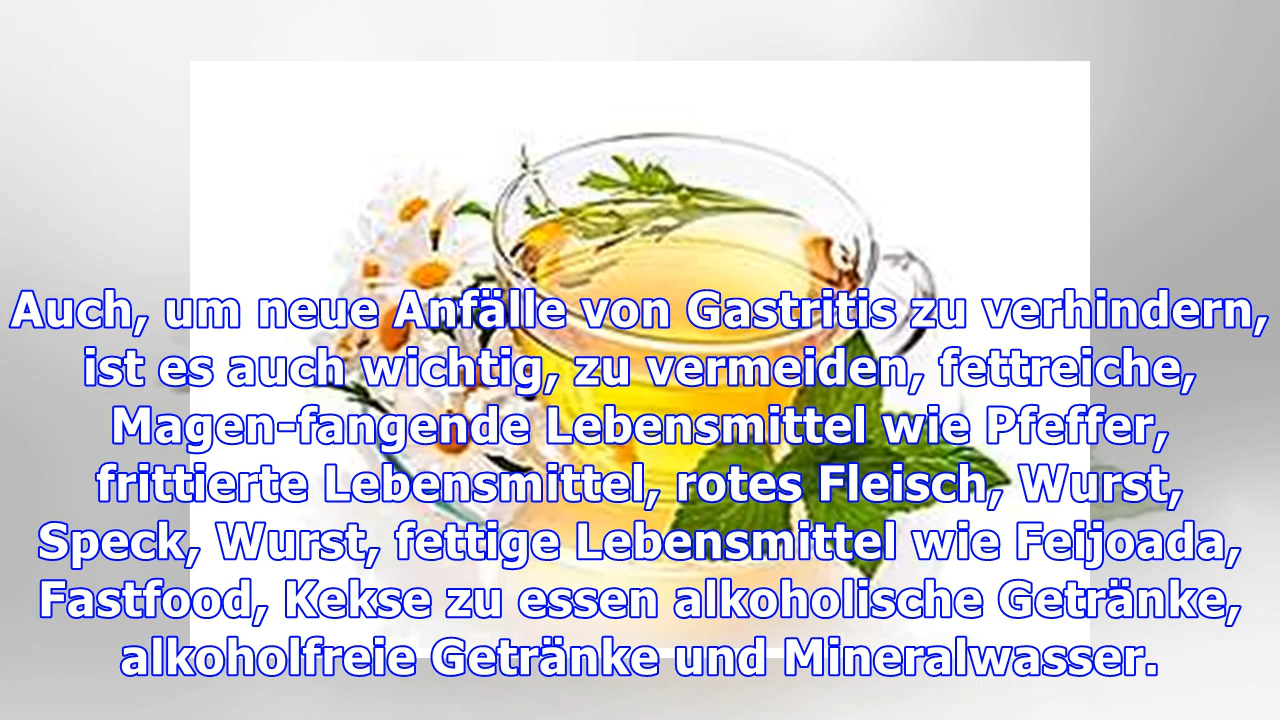 Auch, um neue Anfälle von Gastritis zu verhindern,
ist es auch wichtig, zu vermeiden, fettreiche,
Magen-fangende Lebensmittel wie Pfeffer,
frittierte Lebensmittel, rotes Fleisch, Wurst,
Speck, Wurst, fettige Lebensmittel wie Feijoada,
Fastfood, Kekse zu essen alkoholische Getränke,
alkoholfreie Getränke und Mineralwasser.